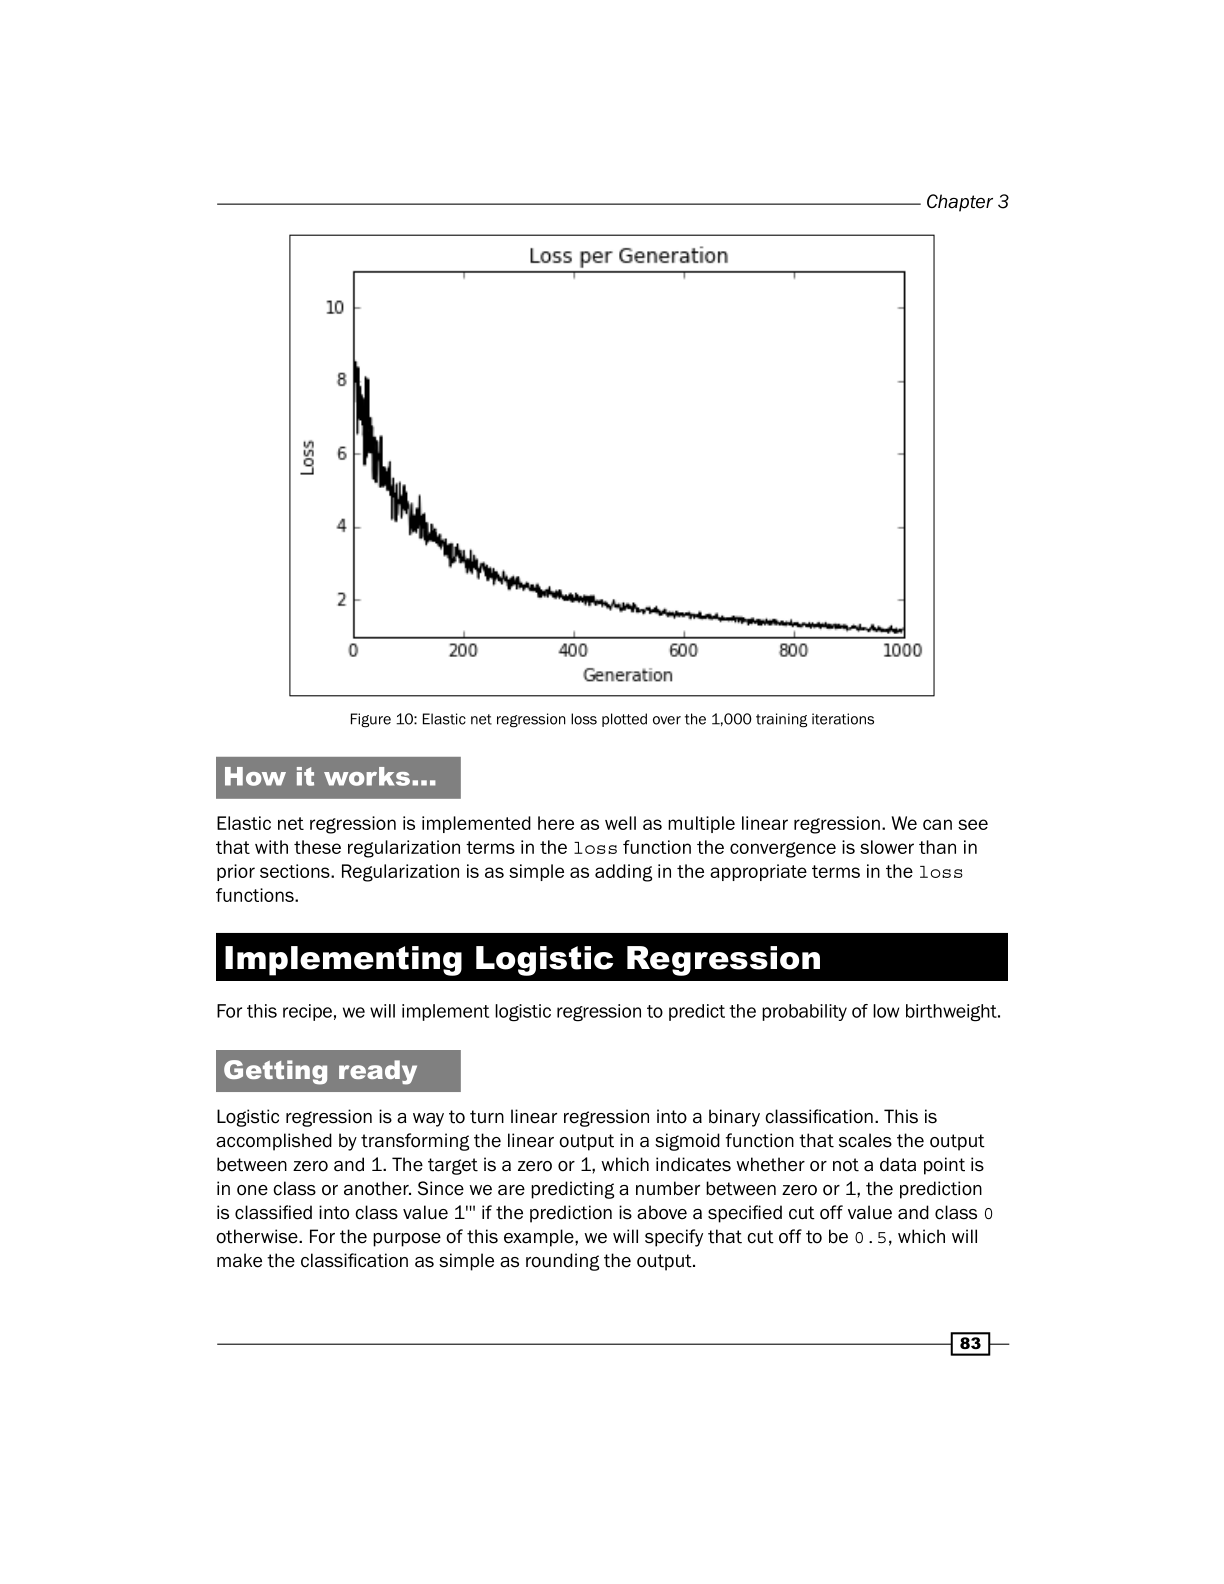 Chapter 3
Loss per Generation
10
8
6
4
2
Loss
0 200 400 600 800 1000
Generation
Figure 10: Elastic net regression loss plotted over the 1,000 training iterations
How it works...
Elastic net regression is implemented here as well as multiple linear regression. We can see
that with these regularization terms in the loss function the convergence is slower than in
prior sections. Regularization is as simple as adding in the appropriate terms in the loss
functions.
Implementing Logistic Regression
For this recipe, we will implement logistic regression to predict the probability of low birthweight.
Getting ready
Logistic regression is a way to turn linear regression into a binary classification. This is
accomplished by transforming the linear output in a sigmoid function that scales the output
between zero and 1. The target is a zero or 1, which indicates whether or not a data point is
in one class or another. Since we are predicting a number between zero or 1, the prediction
is classified into class value 1'" if the prediction is above a specified cut off value and class 0
otherwise. For the purpose of this example, we will specify that cut off to be 0.5, which will
make the classification as simple as rounding the output.
83